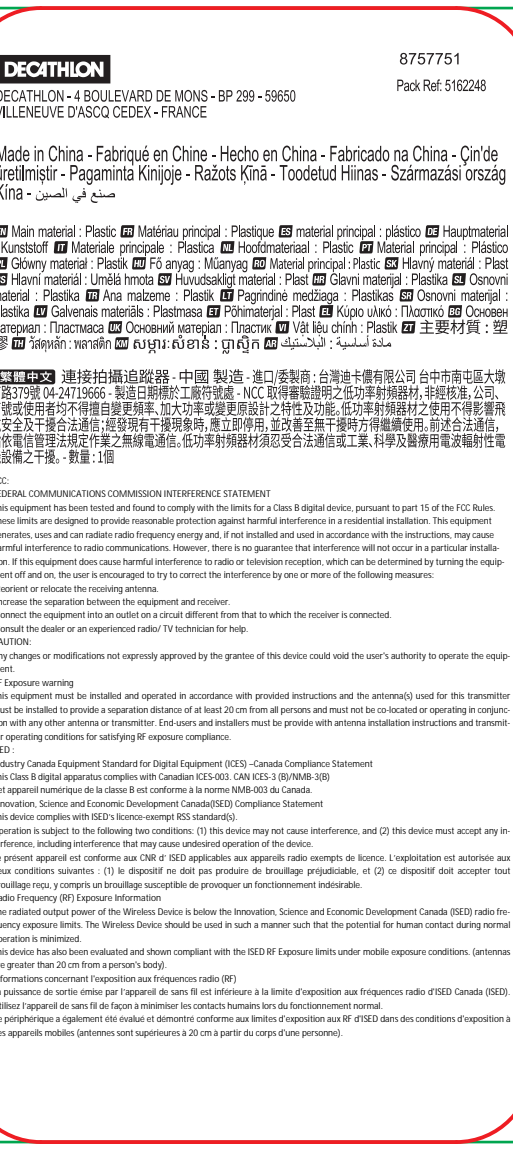 DECATHLON
8757751
Pack Ref: 5162248
DECATHLON - 4 BOULEVARD DE MONS - BP 299 - 59650
VILLENEUVE D'ASCQ CEDEX - FRANCE
Made in China - Fabriqué en Chine - Hecho en China - Fabricado na China - Çin'de
üretilmiştir - Pagaminta Kinijoje - Ražots Ķīnā - Toodetud Hiinas - Származási ország
Kína - صنع في الصين
EN Main material : Plastic FR Matériau principal : Plastique ES material principal : plástico DE Hauptmaterial
: Kunststoff IT Materiale principale : Plastica NL Hoofdmateriaal : Plastic PT Material principal : Plástico
PL Główny materiał : Plastik HU Fő anyag : Műanyag RO Material principal : Plastic SK Hlavný materiál : Plast
CS Hlavní materiál : Umělá hmota SV Huvudsakligt material : Plast HR Glavni materijal : Plastika SL Osnovni
material : Plastika TR Ana malzeme : Plastik LT Pagrindinė medžiaga : Plastikas SR Osnovni materijal :
Plastika LV Galvenais materiāls : Plastmasa ET Põhimaterjal : Plast EL Κύριο υλικό : Πλαστικό BG Основен
материал : Пластмаса UK Основний матеріал : Пластик VI Vật liệu chính : Plastik ZT 主要材質 : 塑
膠 TH วัสดุหลัก : พลาสติก KM សម្ភារៈសំខាន់ : ប្លាស្ទិក AR مادة أساسية : البلاستيك
繁體中文 連接拍攝追蹤器 - 中國 製造 - 進口/委製商 : 台灣迪卡儂有限公司 台中市南屯區大墩
路379號 04-24719666 - 製造日期標於工廠符號處 - NCC 取得審驗證明之低功率射頻器材, 非經核准, 公司、
號或使用者均不得擅自變更頻率、加大功率或變更原設計之特性及功能。低功率射頻器材之使用不得影響飛
安全及干擾合法通信; 經發現有干擾現象時, 應立即停用, 並改善至無干擾時方得繼續使用。前述合法通信,
依電信管理法規定作業之無線電通信。低功率射頻器材須忍受合法通信或工業、科學及醫療用電波輻射性電
設備之干擾。- 數量 : 1個
FCC:
FEDERAL COMMUNICATIONS COMMISSION INTERFERENCE STATEMENT
This equipment has been tested and found to comply with the limits for a Class B digital device, pursuant to part 15 of the FCC Rules.
These limits are designed to provide reasonable protection against harmful interference in a residential installation. This equipment
generates, uses and can radiate radio frequency energy and, if not installed and used in accordance with the instructions, may cause
harmful interference to radio communications. However, there is no guarantee that interference will not occur in a particular installa-
tion. If this equipment does cause harmful interference to radio or television reception, which can be determined by turning the equip-
ment off and on, the user is encouraged to try to correct the interference by one or more of the following measures:
Reorient or relocate the receiving antenna.
Increase the separation between the equipment and receiver.
Connect the equipment into an outlet on a circuit different from that to which the receiver is connected.
Consult the dealer or an experienced radio/ TV technician for help.
CAUTION:
Any changes or modifications not expressly approved by the grantee of this device could void the user's authority to operate the equip-
ment.
RF Exposure warning
This equipment must be installed and operated in accordance with provided instructions and the antenna(s) used for this transmitter
must be installed to provide a separation distance of at least 20 cm from all persons and must not be co-located or operating in conjunc-
tion with any other antenna or transmitter. End-users and installers must be provide with antenna installation instructions and transmit-
ter operating conditions for satisfying RF exposure compliance.
ISED :
Industry Canada Equipment Standard for Digital Equipment (ICES) –Canada Compliance Statement
This Class B digital apparatus complies with Canadian ICES-003. CAN ICES-3 (B)/NMB-3(B)
Cet appareil numérique de la classe B est conforme à la norme NMB-003 du Canada.
Innovation, Science and Economic Development Canada(ISED) Compliance Statement
This device complies with ISED's licence-exempt RSS standard(s).
Operation is subject to the following two conditions: (1) this device may not cause interference, and (2) this device must accept any in-
terference, including interference that may cause undesired operation of the device.
Le présent appareil est conforme aux CNR d' ISED applicables aux appareils radio exempts de licence. L'exploitation est autorisée aux
deux conditions suivantes : (1) le dispositif ne doit pas produire de brouillage préjudiciable, et (2) ce dispositif doit accepter tout
brouillage reçu, y compris un brouillage susceptible de provoquer un fonctionnement indésirable.
Radio Frequency (RF) Exposure Information
The radiated output power of the Wireless Device is below the Innovation, Science and Economic Development Canada (ISED) radio fre-
quency exposure limits. The Wireless Device should be used in such a manner such that the potential for human contact during normal
operation is minimized.
This device has also been evaluated and shown compliant with the ISED RF Exposure limits under mobile exposure conditions. (antennas
are greater than 20 cm from a person's body).
Informations concernant l'exposition aux fréquences radio (RF)
La puissance de sortie émise par l'appareil de sans fil est inférieure à la limite d'exposition aux fréquences radio d'ISED Canada (ISED).
Utilisez l'appareil de sans fil de façon à minimiser les contacts humains lors du fonctionnement normal.
Ce périphérique a également été évalué et démontré conforme aux limites d'exposition aux RF d'ISED dans des conditions d'exposition à
des appareils mobiles (antennes sont supérieures à 20 cm à partir du corps d'une personne).